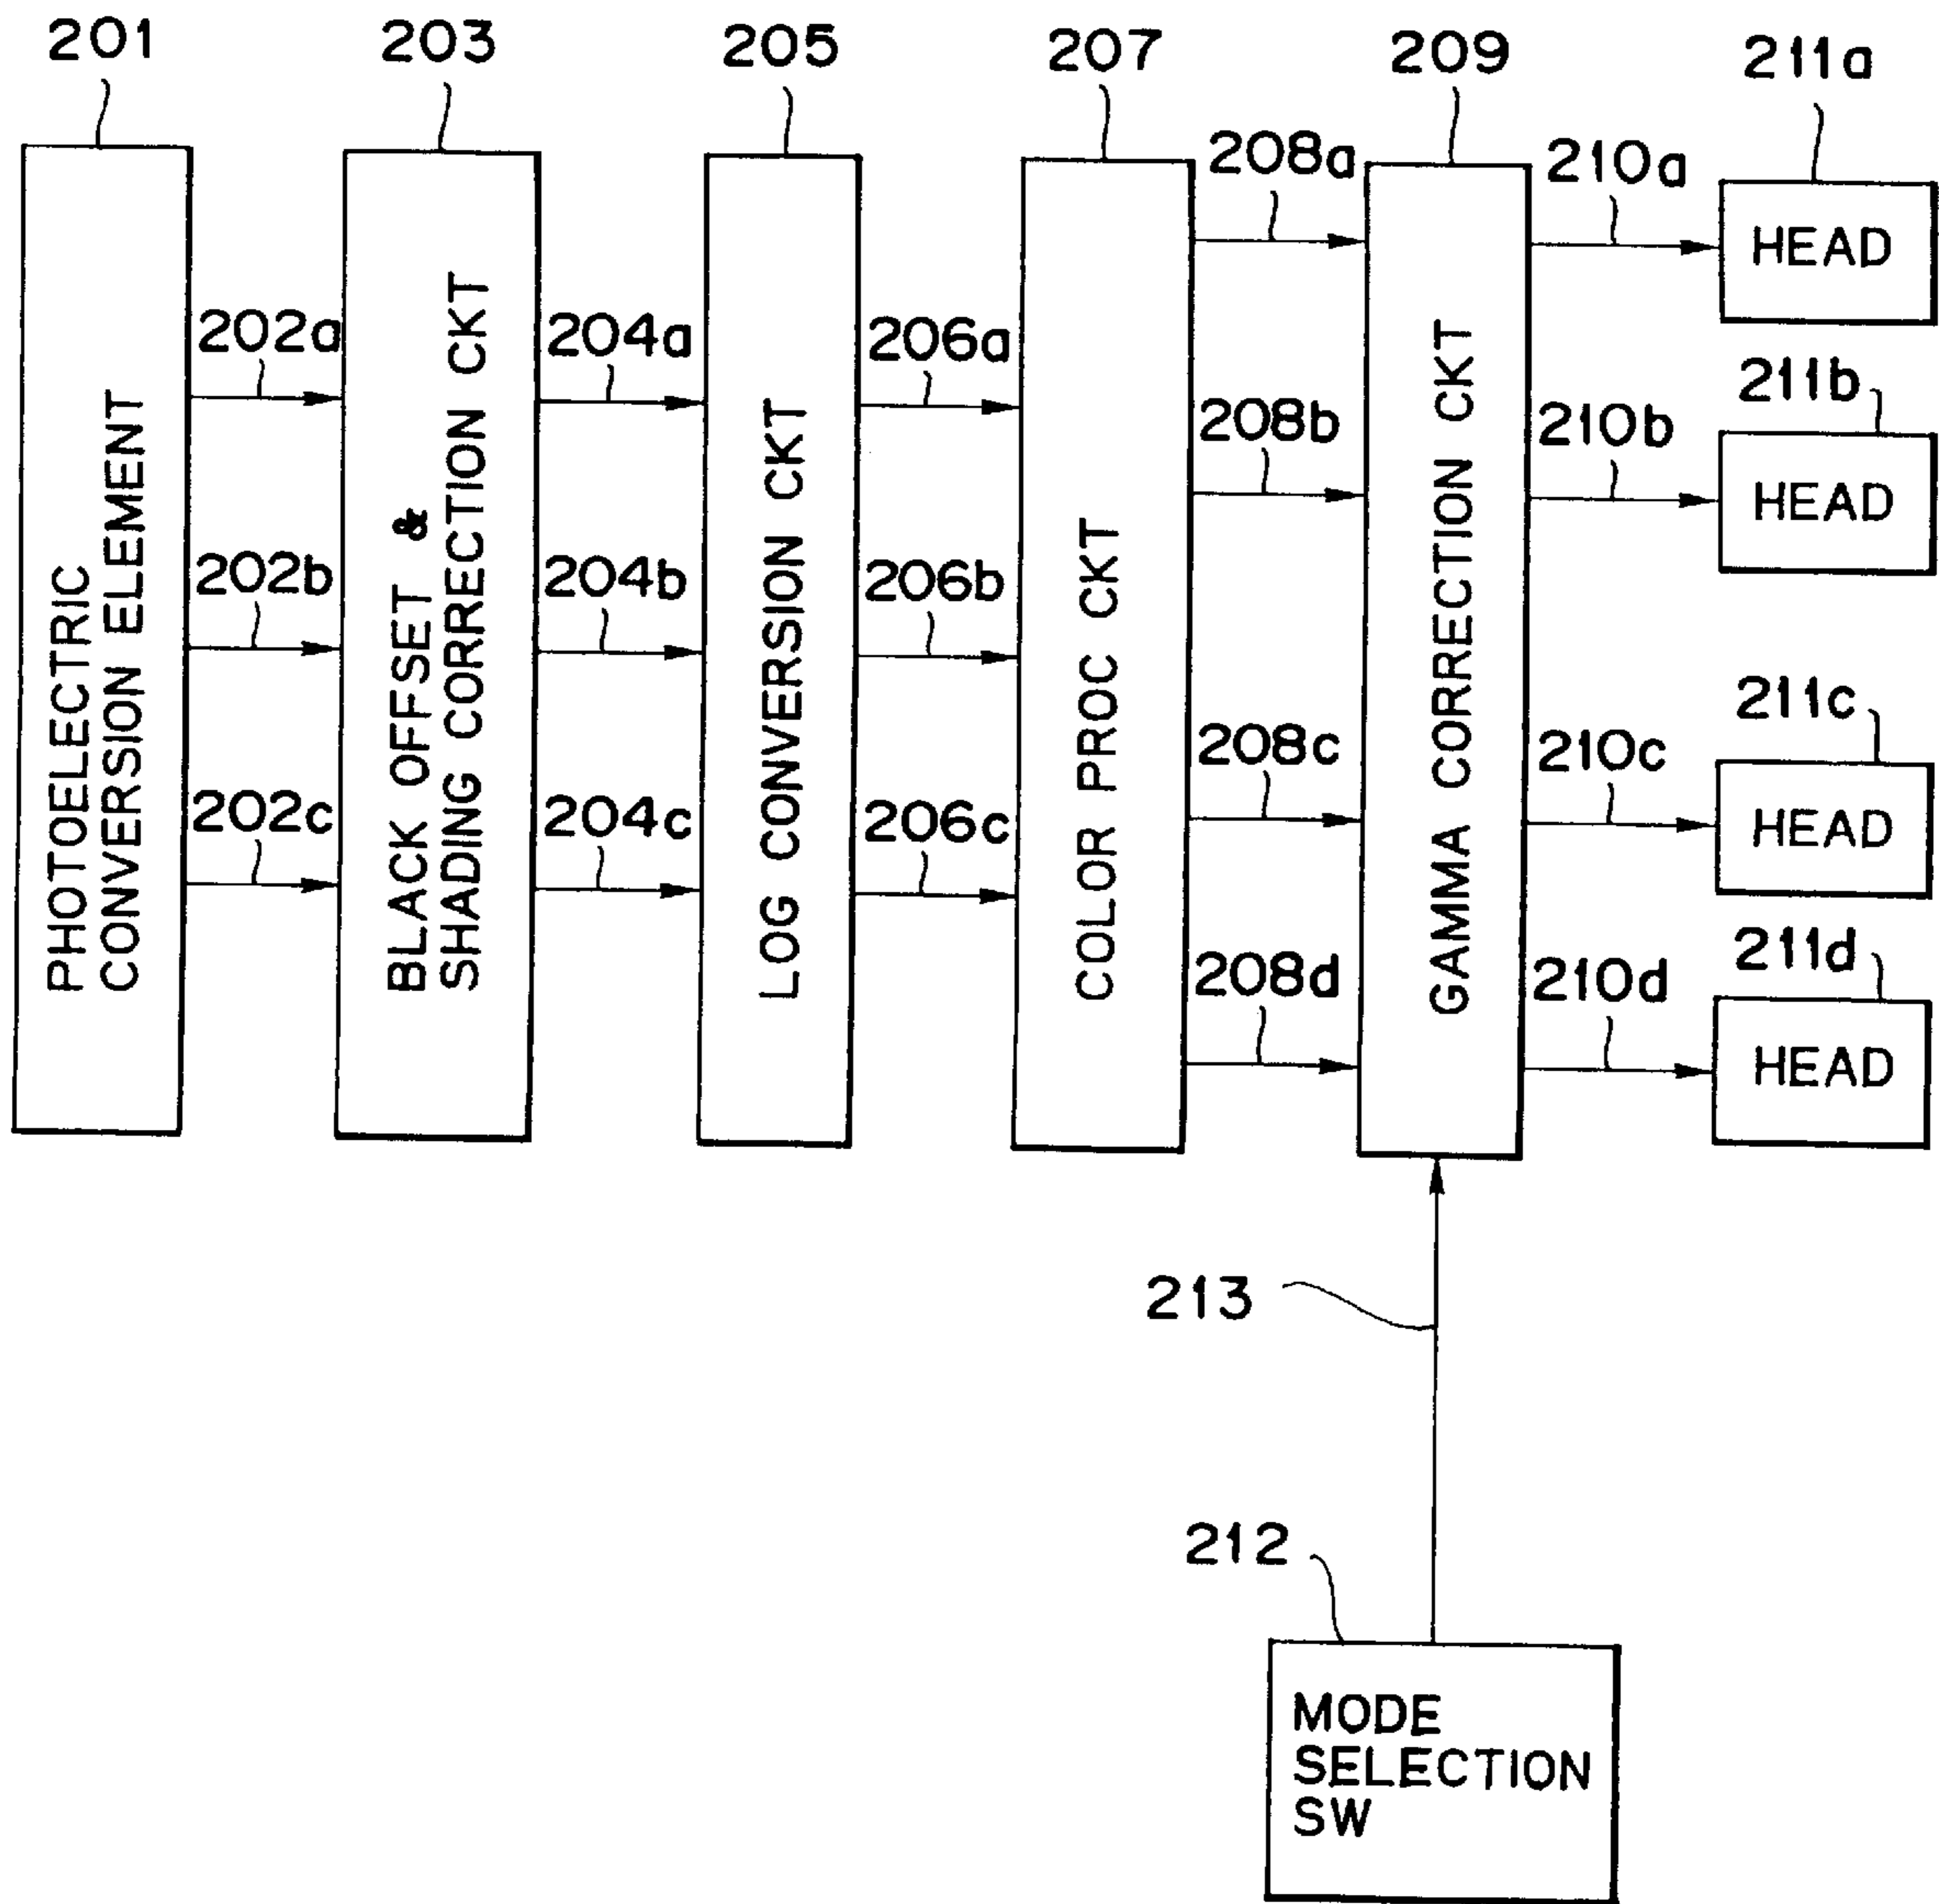 201
203
205
207
209
211a
208a
210a
HEAD
202a
204a
206a
211b
208b
210b
HEAD
202b
204b
206b
211c
208c
210c
HEAD
202c
204c
206c
211d
208d
210d
HEAD
PHOTOELECTRIC
CONVERSION ELEMENT
BLACK OFFSET &
SHADING CORRECTION CKT
LOG CONVERSION CKT
COLOR PROC CKT
GAMMA CORRECTION CKT
213
212
MODE
SELECTION
SW